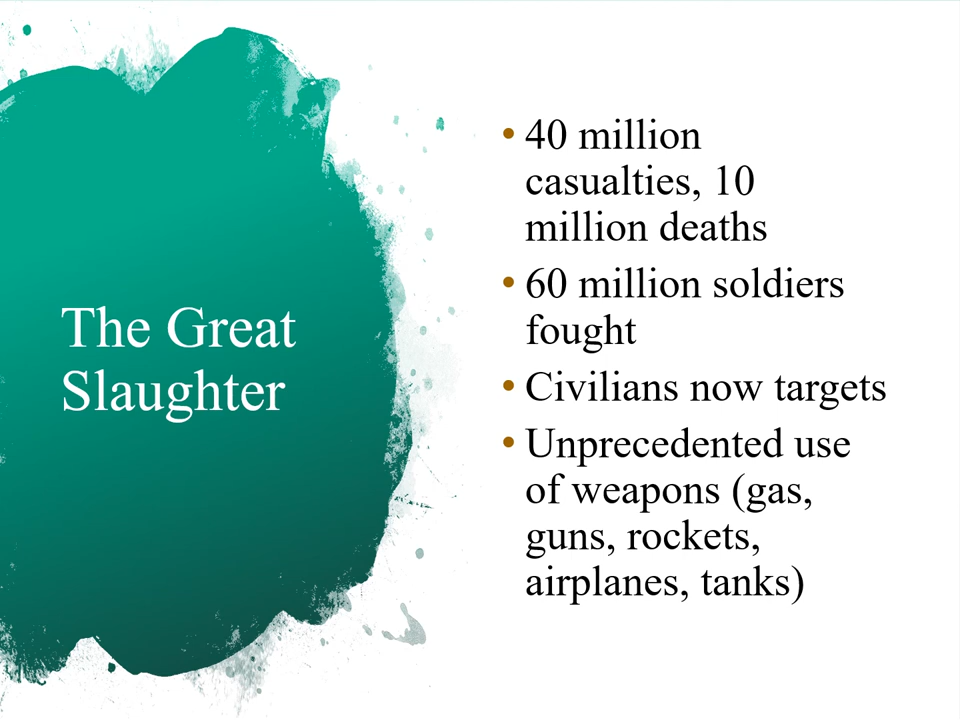 The Great
Slaughter
• 40 million
casualties, 10
million deaths
• 60 million soldiers
fought
• Civilians now targets
• Unprecedented use
of weapons (gas,
guns, rockets,
airplanes, tanks)